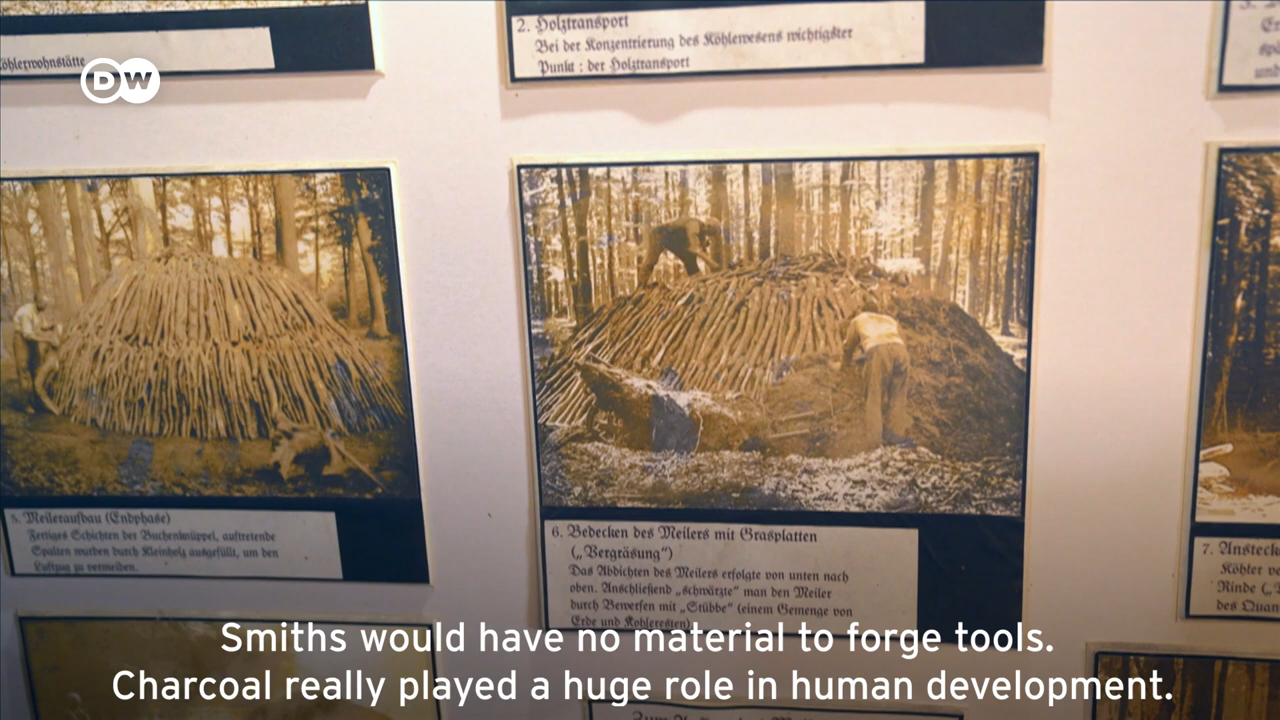 2. Holztransport
Bei der Konzentrierung des Köhlerwesens wichtigster
Punkt : der Holztransport
Köhlerwohnstätte
DW
5. Meileraufbau (Endphase)
Fertiges Schichten der Buchenknüppel, auftretende
Spalten wurden durch Kleinholz ausgefüllt, um den
Luftzug zu vermeiden.
6. Bedecken des Meilers mit Grasplatten
(„Vergräsung")
Das Abdichten des Meilers erfolgte von unten nach
oben. Anschließend „schwärzte" man den Meiler
durch Bewerfen mit „Stübbe" (einem Gemenge von
Erde und Kohleresten).
7. Ansteck
Köhler
Rinde
des Quan
Smiths would have no material to forge tools.
Charcoal really played a huge role in human development.